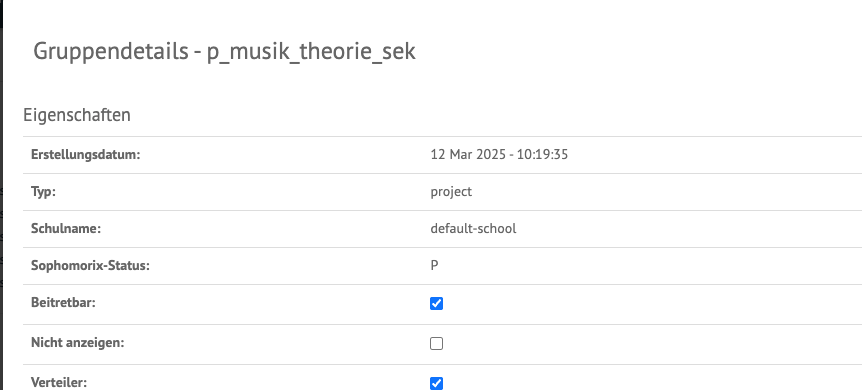 Gruppendetails - p_musik_theorie_sek
Eigenschaften
Erstellungsdatum: 12 Mar 2025 - 10:19:35
Typ: project
Schulname: default-school
Sophomorix-Status: P
Beitretbar:
Nicht anzeigen:
Verteiler: